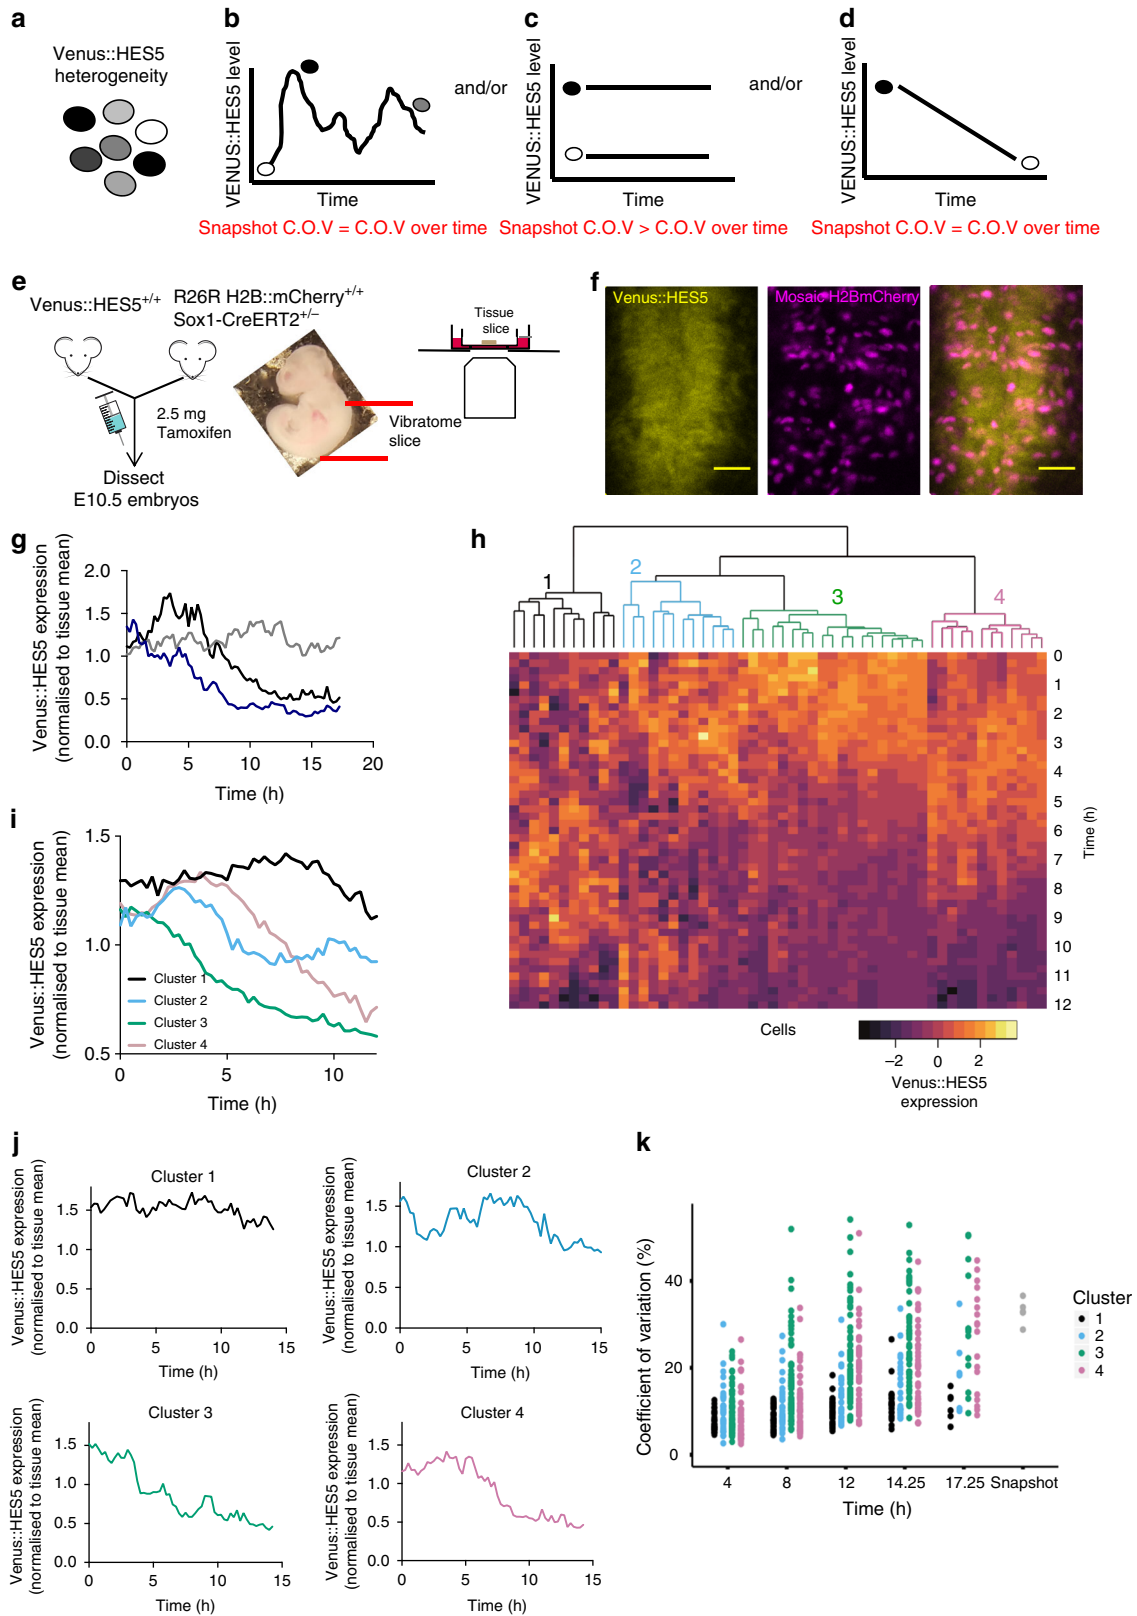 a
Venus::HES5
heterogeneity
b
VENUS::HES5 level
Time
Snapshot C.O.V = C.O.V over time
and/or
c
VENUS::HES5 level
Time
Snapshot C.O.V > C.O.V over time
and/or
d
VENUS::HES5 level
Time
Snapshot C.O.V = C.O.V over time
e
Venus::HES5+/+
R26R H2B::mCherry+/+
Sox1-CreERT2+/–
2.5 mg
Tamoxifen
Dissect
E10.5 embryos
Vibratome
slice
Tissue
slice
f
Venus::HES5
Mosaic H2BmCherry
g
Venus::HES5 expression
(normalised to tissue mean)
2.0
1.5
1.0
0.5
0.0
0 5 10 15 20
Time (h)
h
1
2
3
4
0
1
2
3
4
5
6
7
8
9
10
11
12
Time (h)
Cells
–2 0 2
Venus::HES5
expression
i
Venus::HES5 expression
(normalised to tissue mean)
1.5
1.0
0.5
Cluster 1
Cluster 2
Cluster 3
Cluster 4
0 5 10
Time (h)
j
Cluster 1
Venus::HES5 expression
(normalised to tissue mean)
1.5
1.0
0.5
0.0
0 5 10 15
Time (h)
Cluster 2
Venus::HES5 expression
(normalised to tissue mean)
1.5
1.0
0.5
0.0
0 5 10 15
Time (h)
Cluster 3
Venus::HES5 expression
(normalised to tissue mean)
1.5
1.0
0.5
0.0
0 5 10 15
Time (h)
Cluster 4
Venus::HES5 expression
(normalised to tissue mean)
1.5
1.0
0.5
0.0
0 5 10 15
Time (h)
k
Coefficient of variation (%)
40
20
0
4 8 12 14.25 17.25 Snapshot
Time (h)
Cluster
1
2
3
4